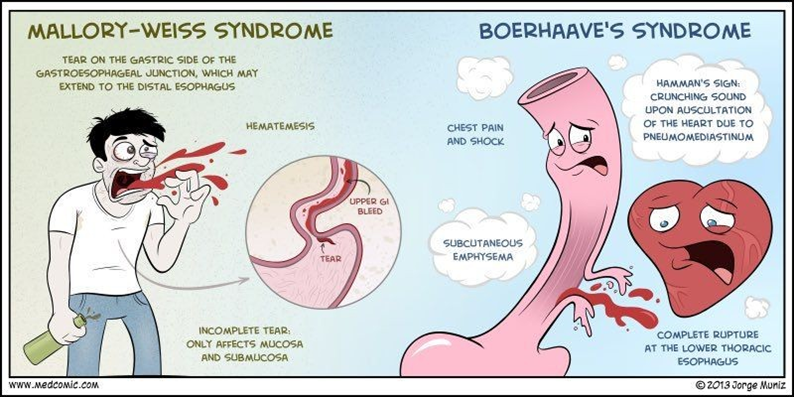 MALLORY-WEISS SYNDROME
TEAR ON THE GASTRIC SIDE OF THE
GASTROESOPHAGEAL JUNCTION, WHICH MAY
EXTEND TO THE DISTAL ESOPHAGUS
HEMATEMESIS
UPPER GI
BLEED
TEAR
INCOMPLETE TEAR:
ONLY AFFECTS MUCOSA
AND SUBMUCOSA
BOERHAAVE'S SYNDROME
CHEST PAIN
AND SHOCK
HAMMAN'S SIGN:
CRUNCHING SOUND
UPON AUSCULTATION
OF THE HEART DUE TO
PNEUMOMEDIASTINUM
SUBCUTANEOUS
EMPHYSEMA
COMPLETE RUPTURE
AT THE LOWER THORACIC
ESOPHAGUS
www.medcomic.com
© 2013 Jorge Muniz